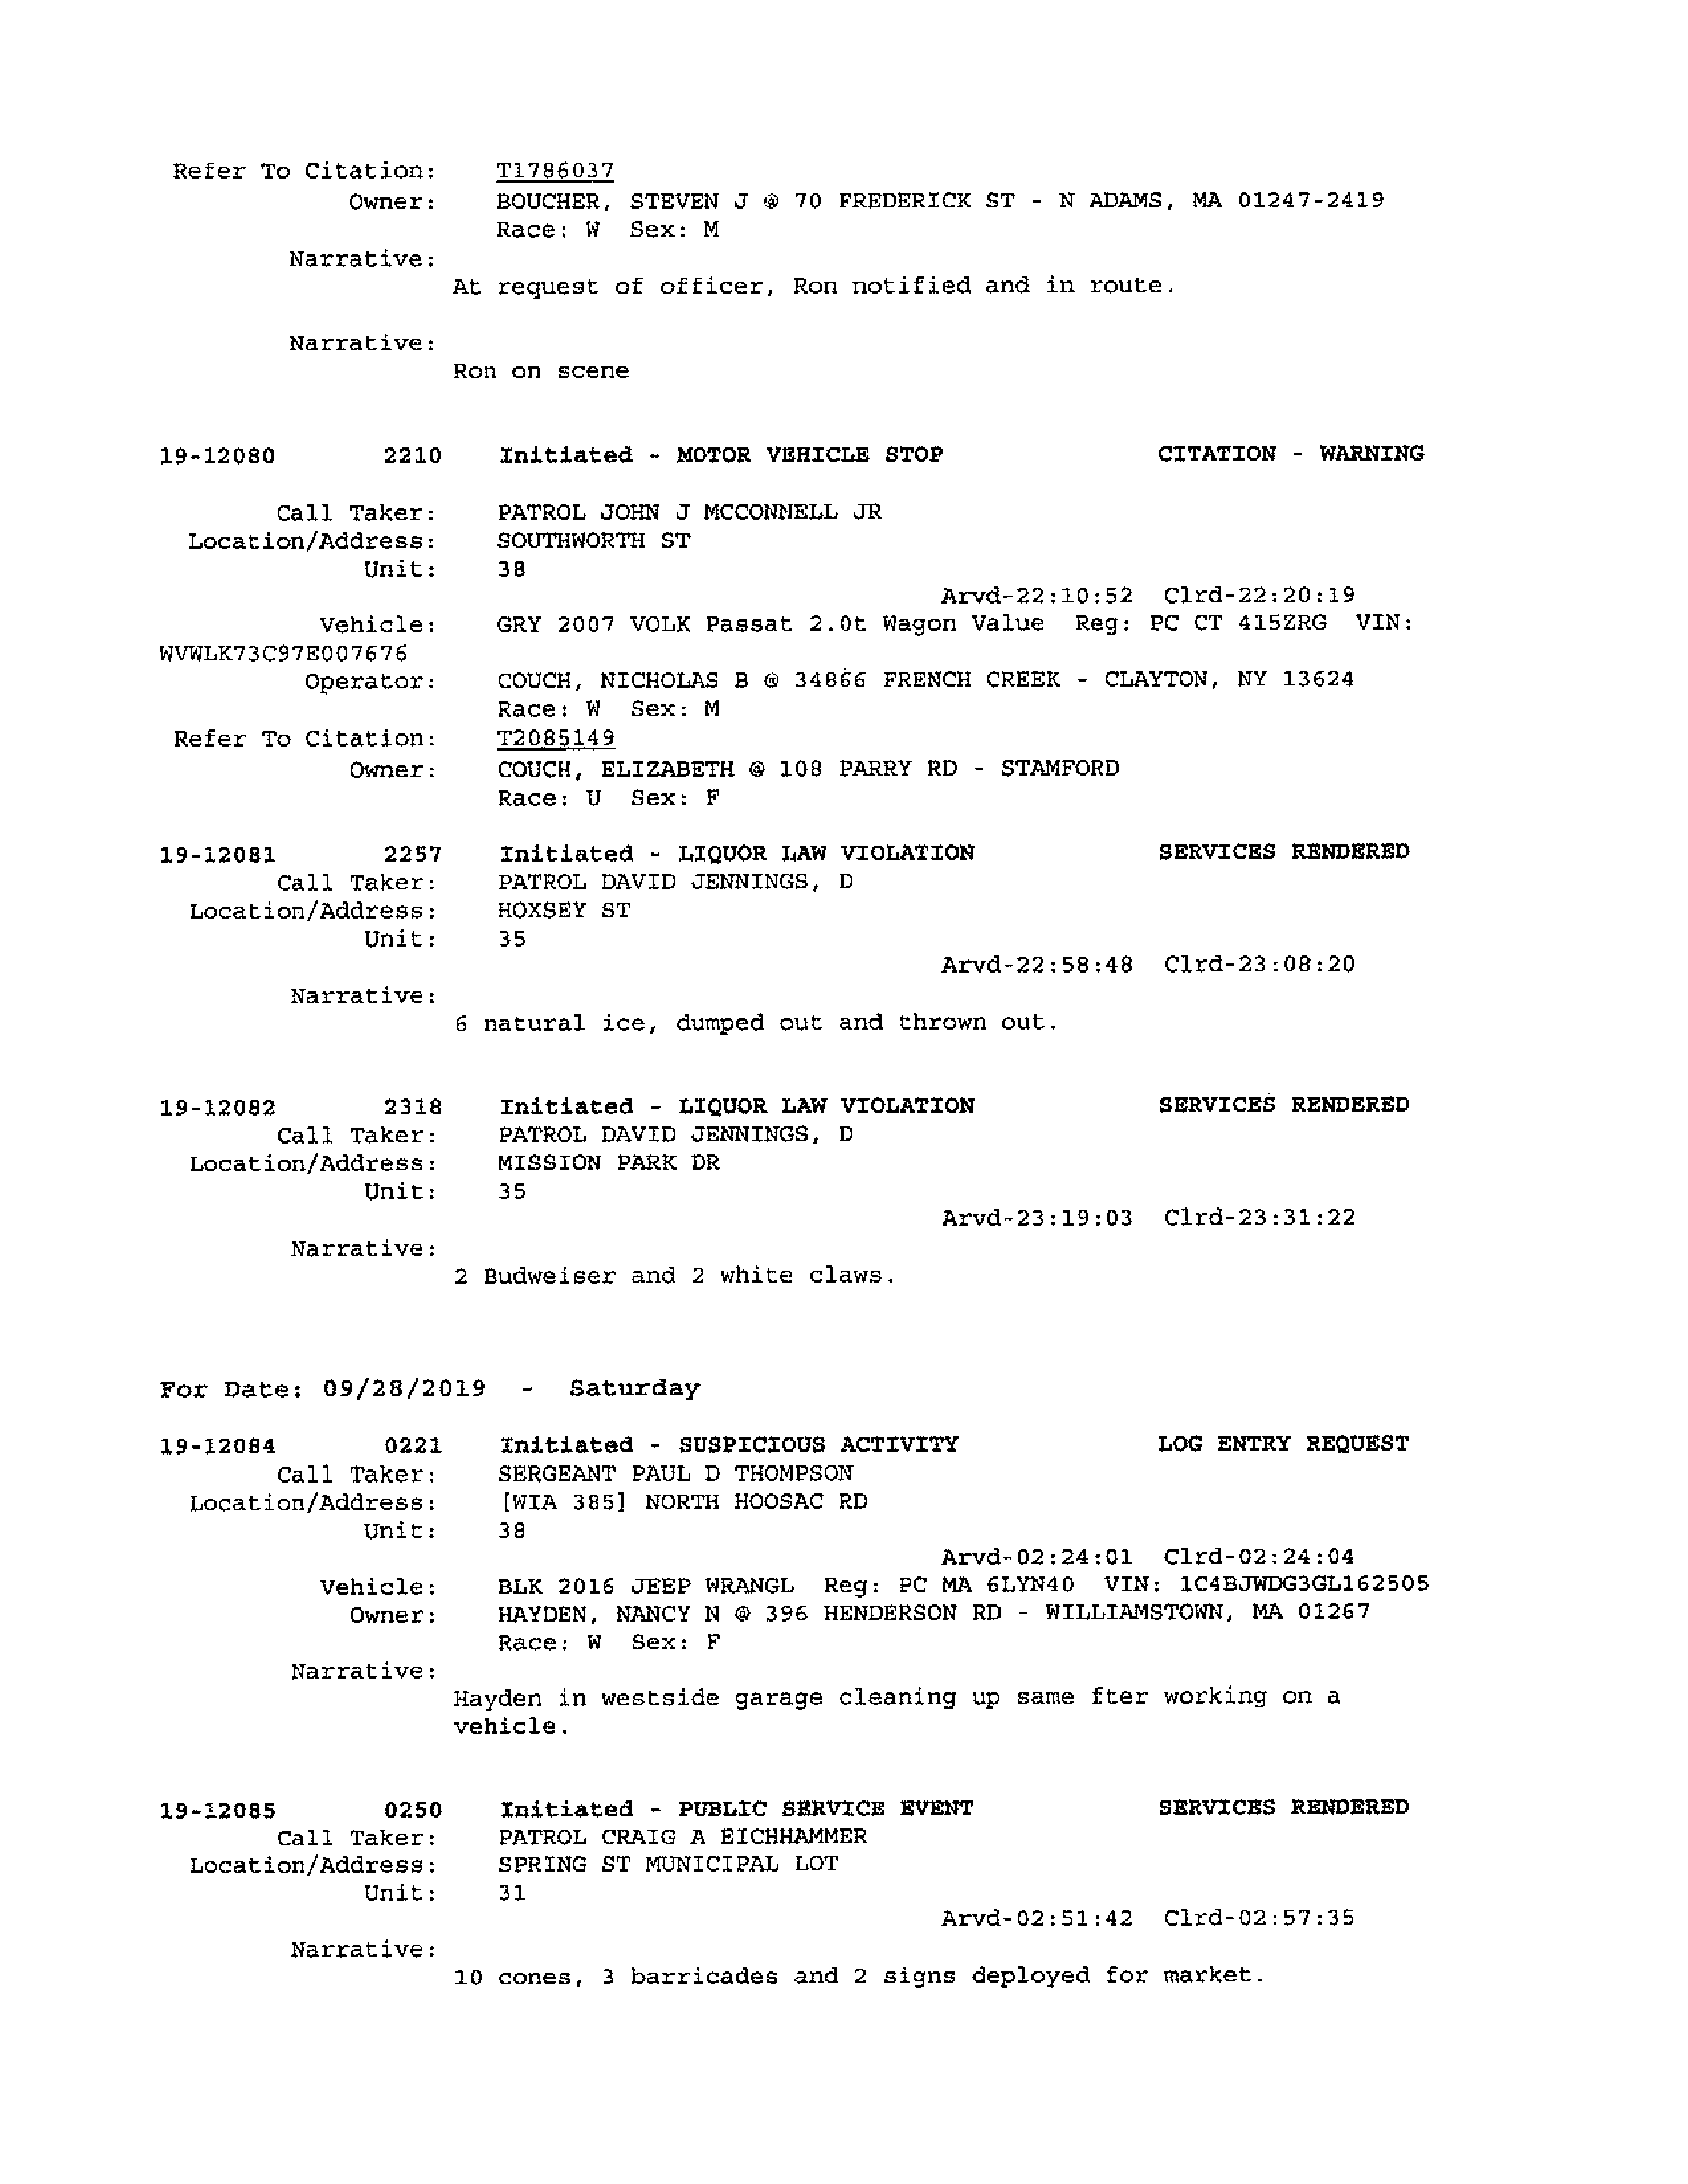 Refer To Citation: T1786037
Owner: BOUCHER, STEVEN J @ 70 FREDERICK ST - N ADAMS, MA 01247-2419
Race: W Sex: M
Narrative:
At request of officer, Ron notified and in route.
Narrative:
Ron on scene
19-12080 2210 Initiated - MOTOR VEHICLE STOP CITATION - WARNING
Call Taker: PATROL JOHN J MCCONNELL JR
Location/Address: SOUTHWORTH ST
Unit: 38
Arvd-22:10:52 Clrd-22:20:19
Vehicle: GRY 2007 VOLK Passat 2.0t Wagon Value Reg: PC CT 415ZRG VIN:
WVWLK73C97E007676
Operator: COUCH, NICHOLAS B @ 34866 FRENCH CREEK - CLAYTON, NY 13624
Race: W Sex: M
Refer To Citation: T2085149
Owner: COUCH, ELIZABETH @ 108 PARRY RD - STAMFORD
Race: U Sex: F
19-12081 2257 Initiated - LIQUOR LAW VIOLATION SERVICES RENDERED
Call Taker: PATROL DAVID JENNINGS, D
Location/Address: HOXSEY ST
Unit: 35
Arvd-22:58:48 Clrd-23:08:20
Narrative:
6 natural ice, dumped out and thrown out.
19-12082 2318 Initiated - LIQUOR LAW VIOLATION SERVICES RENDERED
Call Taker: PATROL DAVID JENNINGS, D
Location/Address: MISSION PARK DR
Unit: 35
Arvd-23:19:03 Clrd-23:31:22
Narrative:
2 Budweiser and 2 white claws.
For Date: 09/28/2019 - Saturday
19-12084 0221 Initiated - SUSPICIOUS ACTIVITY LOG ENTRY REQUEST
Call Taker: SERGEANT PAUL D THOMPSON
Location/Address: [WIA 385] NORTH HOOSAC RD
Unit: 38
Arvd-02:24:01 Clrd-02:24:04
Vehicle: BLK 2016 JEEP WRANGL Reg: PC MA 6LYN40 VIN: 1C4BJWDG3GL162505
Owner: HAYDEN, NANCY N @ 396 HENDERSON RD - WILLIAMSTOWN, MA 01267
Race: W Sex: F
Narrative:
Hayden in westside garage cleaning up same fter working on a
vehicle.
19-12085 0250 Initiated - PUBLIC SERVICE EVENT SERVICES RENDERED
Call Taker: PATROL CRAIG A EICHHAMMER
Location/Address: SPRING ST MUNICIPAL LOT
Unit: 31
Arvd-02:51:42 Clrd-02:57:35
Narrative:
10 cones, 3 barricades and 2 signs deployed for market.